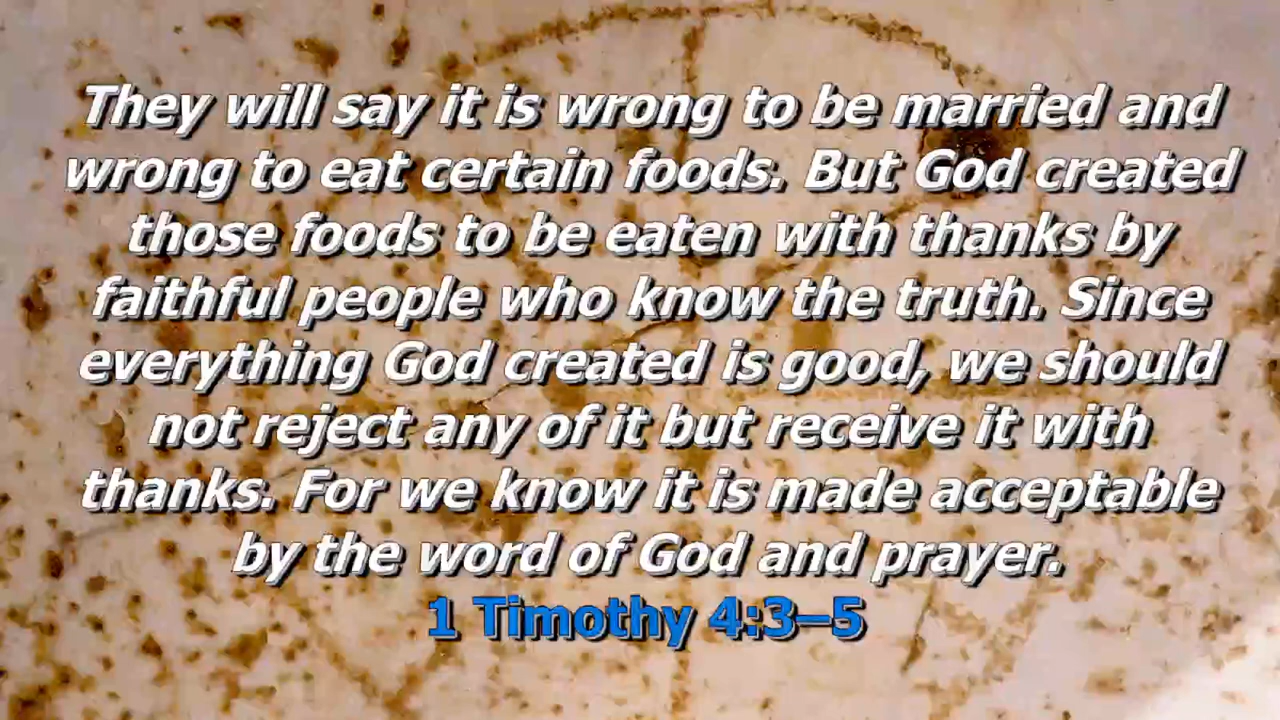 They will say it is wrong to be married and
wrong to eat certain foods. But God created
those foods to be eaten with thanks by
faithful people who know the truth. Since
everything God created is good, we should
not reject any of it but receive it with
thanks. For we know it is made acceptable
by the word of God and prayer.
1 Timothy 4:3–5